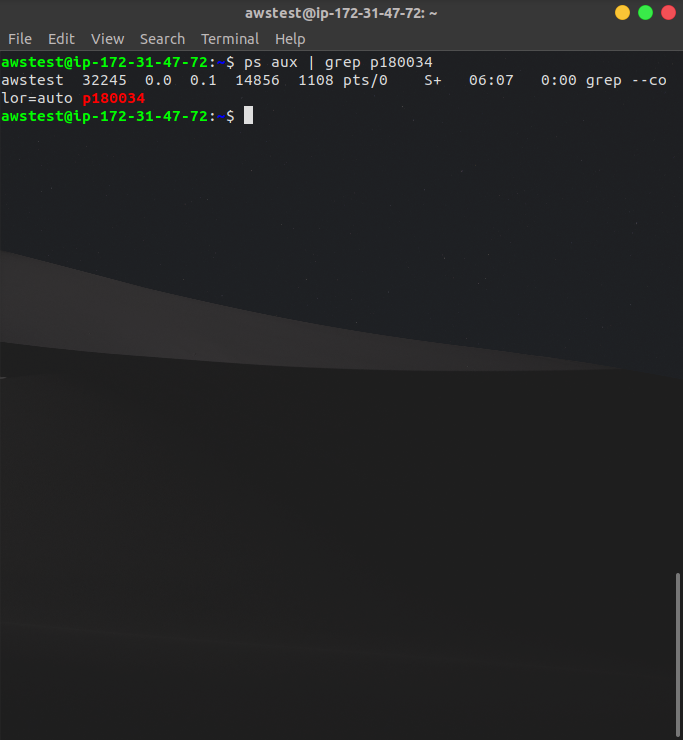 awstest@ip-172-31-47-72: ~
File Edit View Search Terminal Help
awstest@ip-172-31-47-72:~$ ps aux | grep p180034
awstest  32245  0.0  0.1  14856  1108 pts/0    S+   06:07   0:00 grep --co
lor=auto p180034
awstest@ip-172-31-47-72:~$